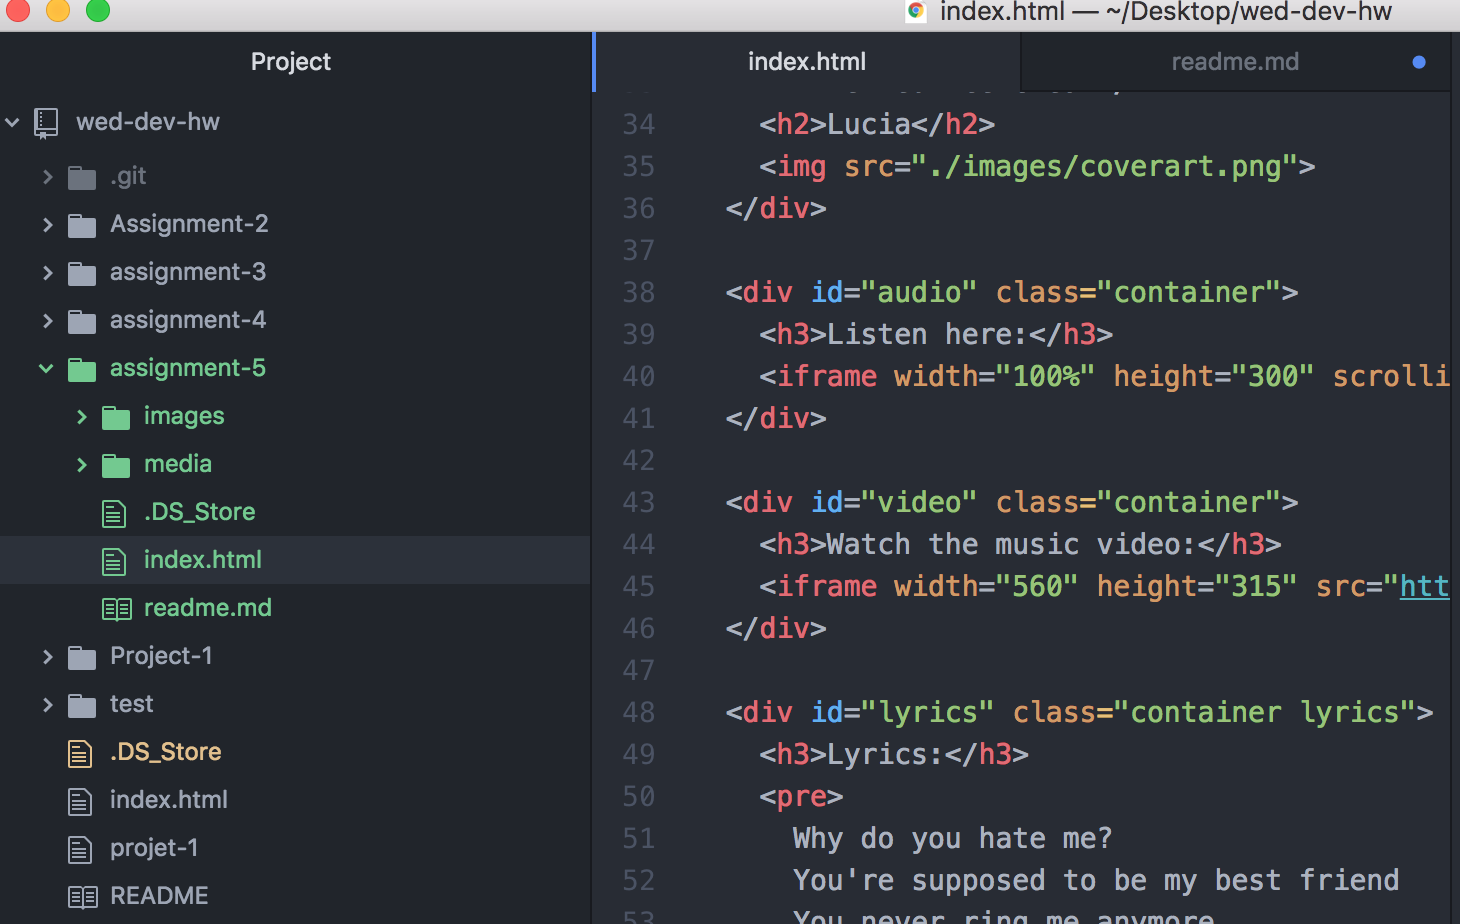 index.html — ~/Desktop/wed-dev-hw
Project
wed-dev-hw
.git
Assignment-2
assignment-3
assignment-4
assignment-5
images
media
.DS_Store
index.html
readme.md
Project-1
test
.DS_Store
index.html
projet-1
README
index.html
readme.md
34 <h2>Lucia</h2>
35 <img src="./images/coverart.png">
36 </div>
37
38 <div id="audio" class="container">
39 <h3>Listen here:</h3>
40 <iframe width="100%" height="300" scrolli
41 </div>
42
43 <div id="video" class="container">
44 <h3>Watch the music video:</h3>
45 <iframe width="560" height="315" src="htt
46 </div>
47
48 <div id="lyrics" class="container lyrics">
49 <h3>Lyrics:</h3>
50 <pre>
51 Why do you hate me?
52 You're supposed to be my best friend
53 You never ring me anymore